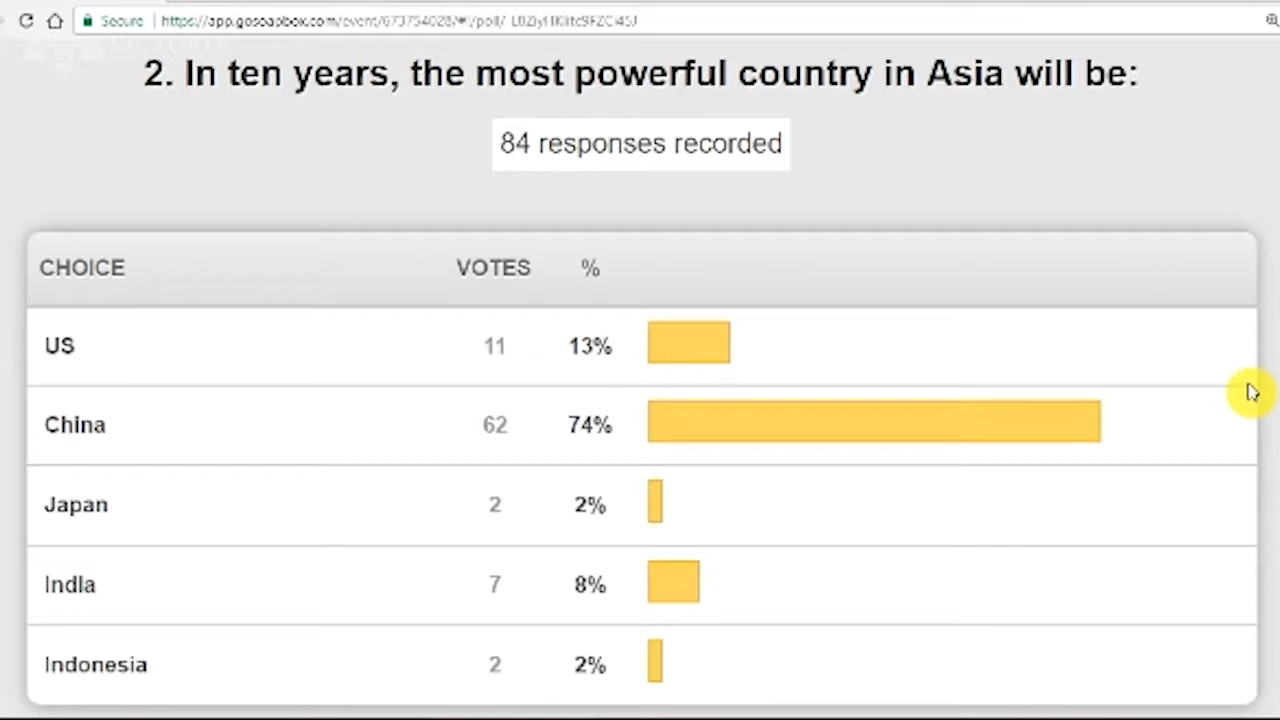 Secure
2. In ten years, the most powerful country in Asia will be:
84 responses recorded
CHOICE VOTES %
US 11 13%
China 62 74%
Japan 2 2%
India 7 8%
Indonesia 2 2%